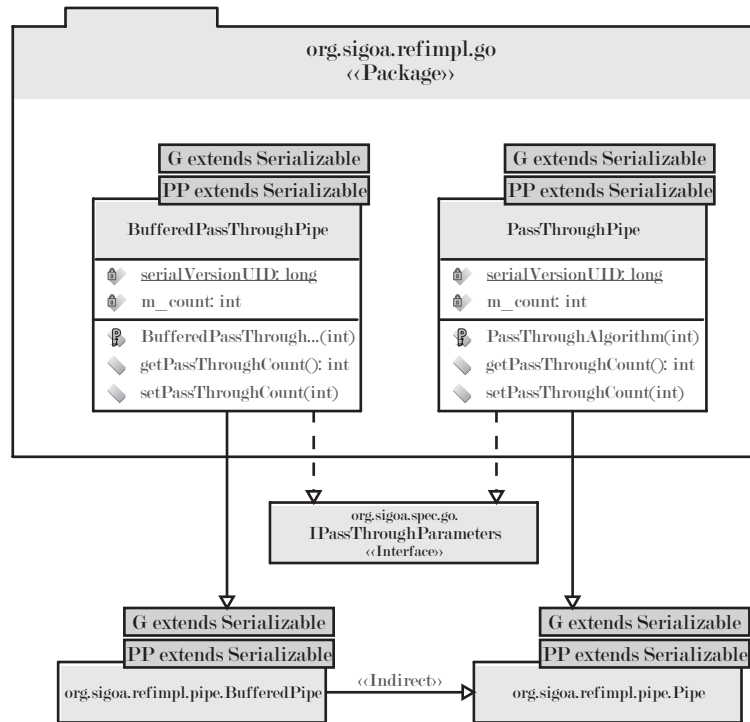 org.sigoa.refimpl.go
‹‹Package››
G extends Serializable
PP extends Serializable
BufferedPassThroughPipe
serialVersionUID: long
m_count: int
BufferedPassThrough...(int)
getPassThroughCount(): int
setPassThroughCount(int)
G extends Serializable
PP extends Serializable
PassThroughPipe
serialVersionUID: long
m_count: int
PassThroughAlgorithm(int)
getPassThroughCount(): int
setPassThroughCount(int)
org.sigoa.spec.go.
IPassThroughParameters
‹‹Interface››
G extends Serializable
PP extends Serializable
org.sigoa.refimpl.pipe.BufferedPipe
‹‹Indirect››
G extends Serializable
PP extends Serializable
org.sigoa.refimpl.pipe.Pipe